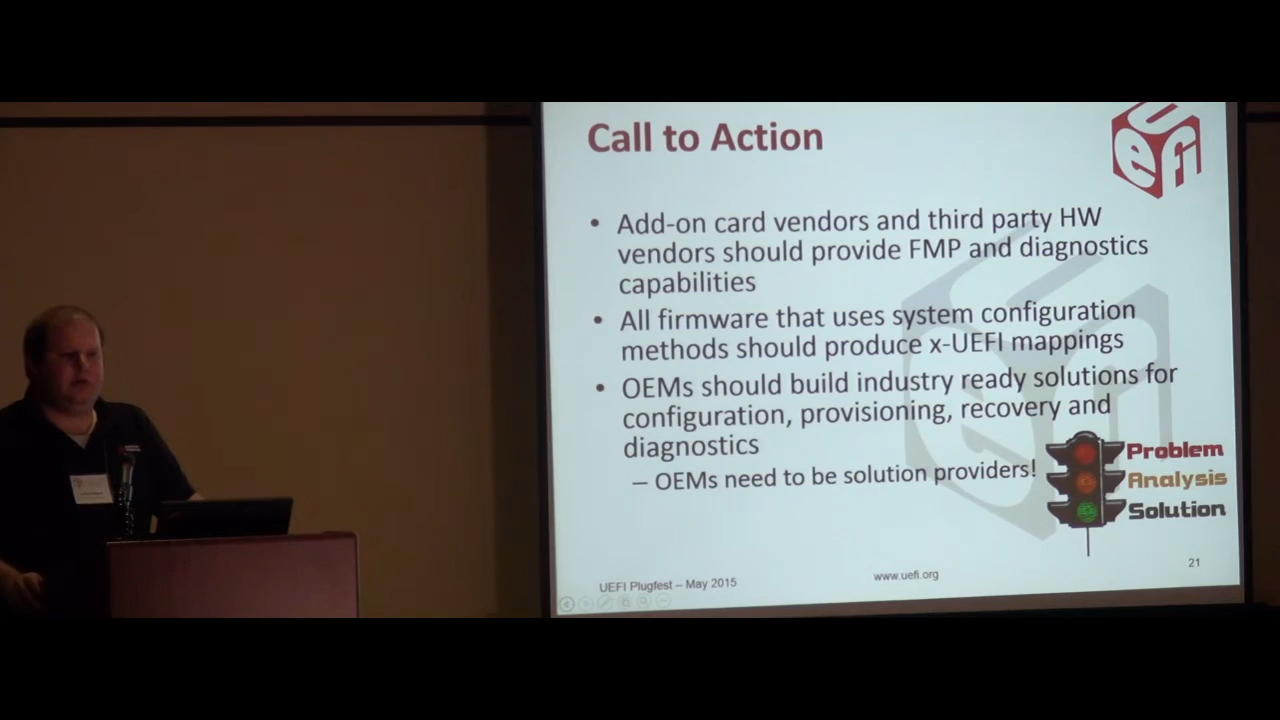 Call to Action
uefi
• Add-on card vendors and third party HW
vendors should provide FMP and diagnostics
capabilities
• All firmware that uses system configuration
methods should produce x-UEFI mappings
• OEMs should build industry ready solutions for
configuration, provisioning, recovery and
diagnostics
– OEMs need to be solution providers!
Problem
Analysis
Solution
UEFI Plugfest – May 2015
www.uefi.org
21